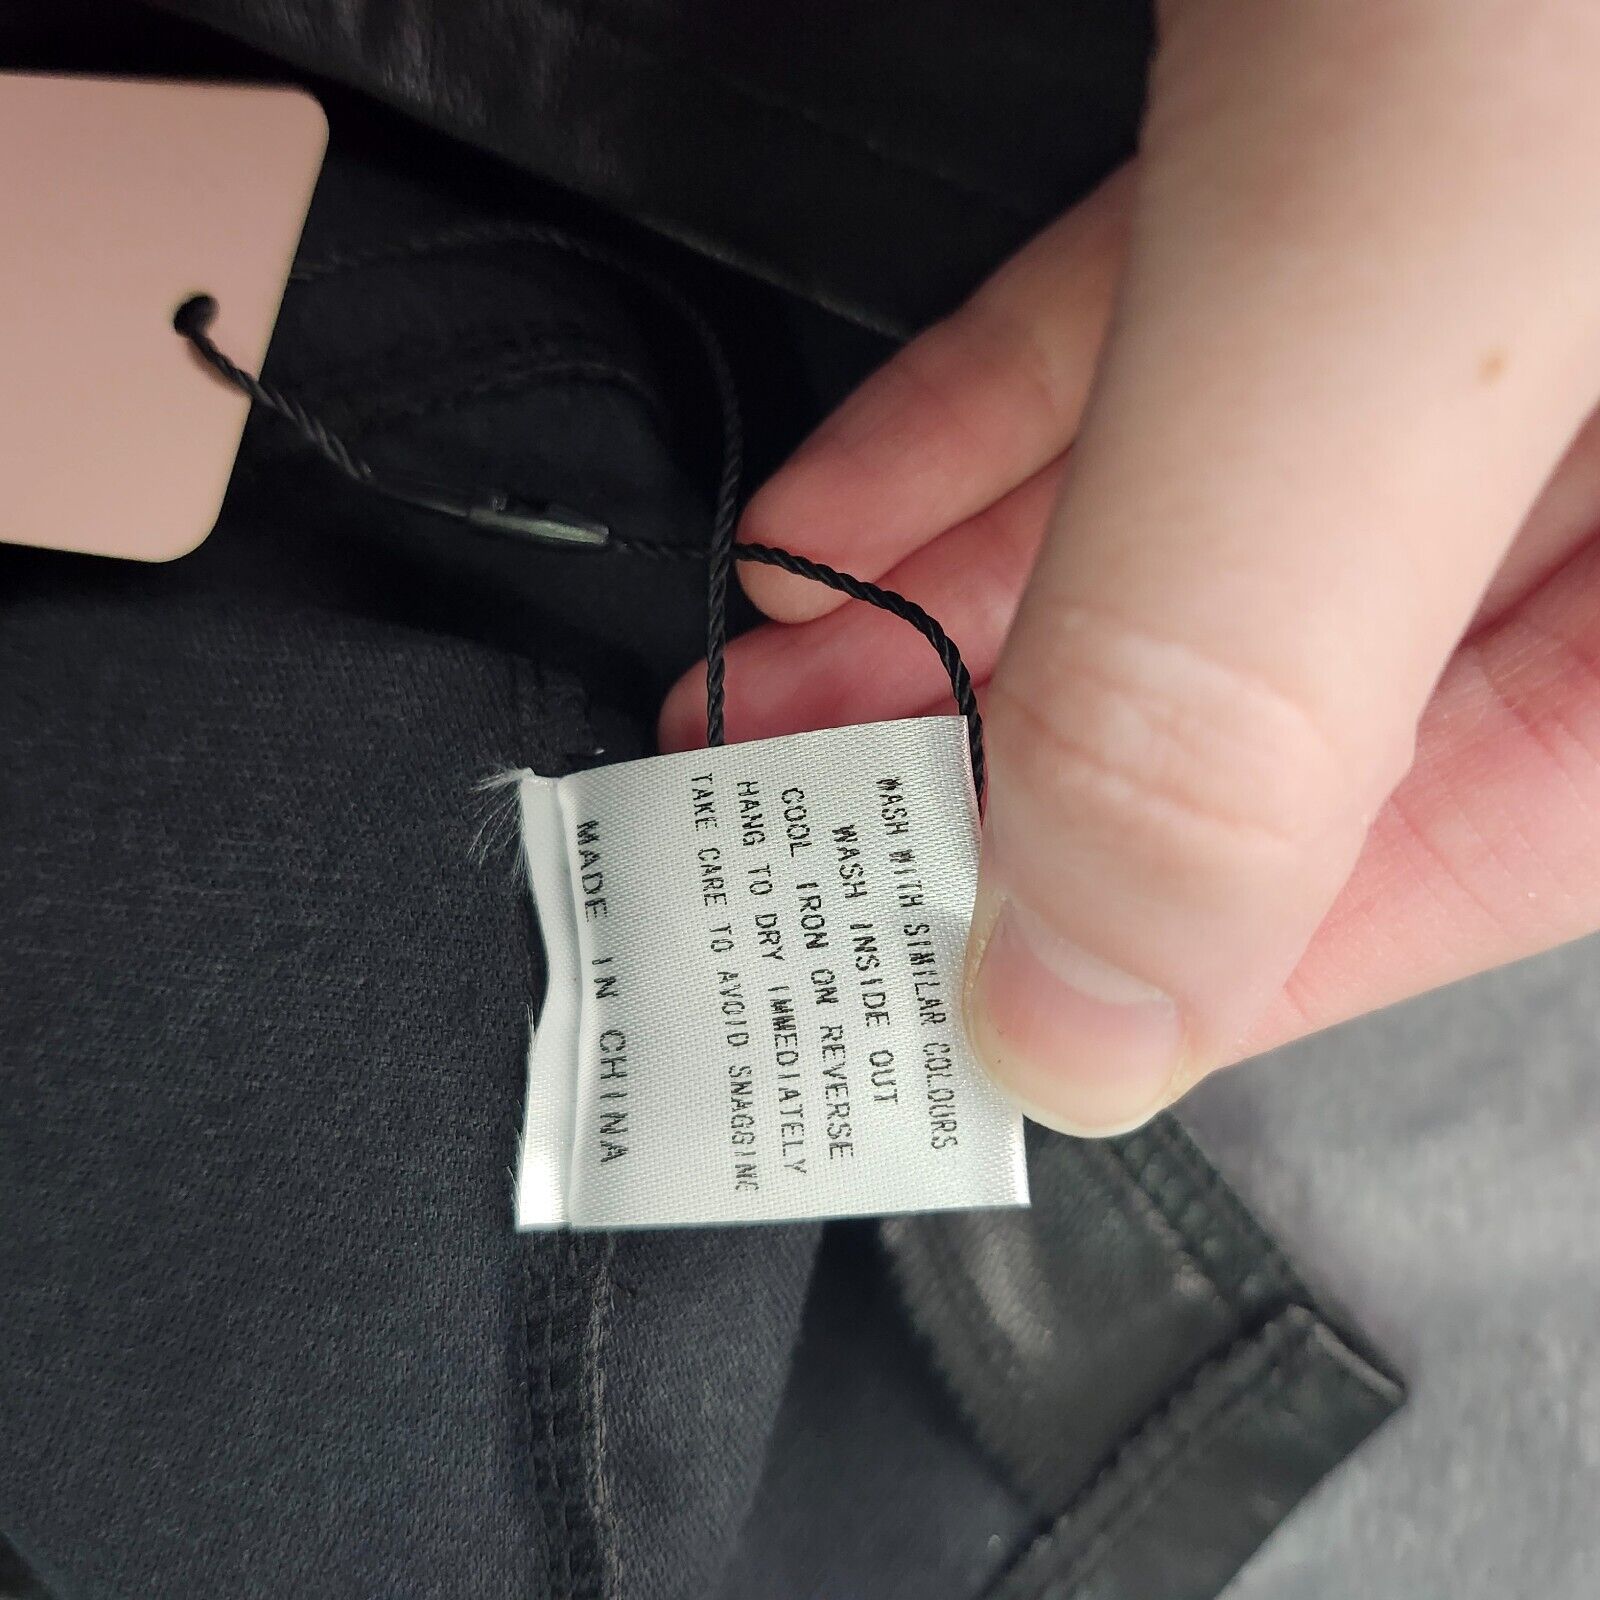 WASH WITH SIMILAR COLOURS
WASH INSIDE OUT
COOL IRON ON REVERSE
HANG TO DRY IMMEDIATELY
TAKE CARE TO AVOID SNAGGING
MADE IN CHINA